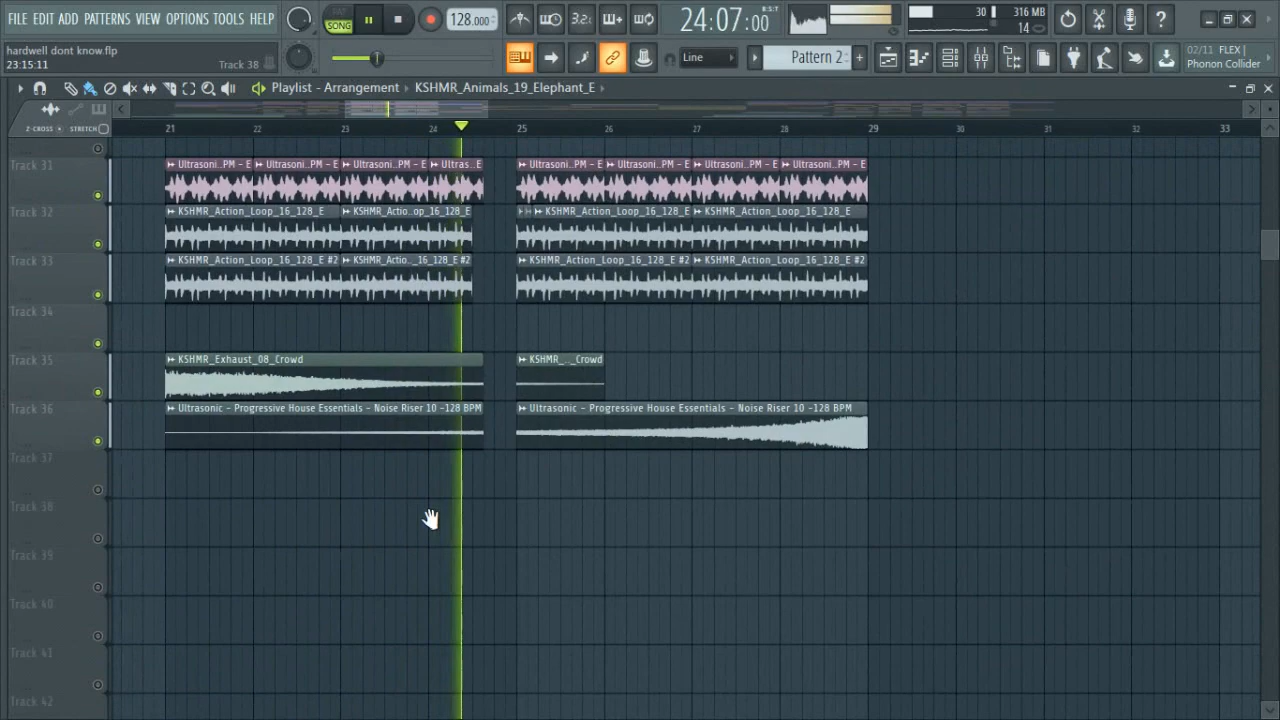 FILE EDIT ADD PATTERNS VIEW OPTIONS TOOLS HELP
PAT
SONG
128.000
3.2
24:07:00
B:S:T
30
316 MB
14
hardwell dont know.flp
23:15:11
Track 38
Line
Pattern 2
02/11 FLEX |
Phonon Collider
Playlist - Arrangement KSHMR_Animals_19_Elephant_E
Z-CROSS STRETCH
21 22 23 24 25 26 27 28 29 30 31 32 33
Track 31
Ultrasoni..PM - E Ultrasoni..PM - E Ultrasoni..PM - E Ultras..E Ultrasoni..PM - E Ultrasoni..PM - E Ultrasoni..PM - E Ultrasoni..PM - E
Track 32
KSHMR_Action_Loop_16_128_E KSHMR_Actio..op_16_128_E KSHMR_Action_Loop_16_128_E KSHMR_Action_Loop_16_128_E
Track 33
KSHMR_Action_Loop_16_128_E #2 KSHMR_Actio.._16_128_E #2 KSHMR_Action_Loop_16_128_E #2 KSHMR_Action_Loop_16_128_E #2
Track 34
Track 35
KSHMR_Exhaust_08_Crowd KSHMR_.._Crowd
Track 36
Ultrasonic - Progressive House Essentials - Noise Riser 10 -128 BPM Ultrasonic - Progressive House Essentials - Noise Riser 10 -128 BPM
Track 37
Track 38
Track 39
Track 40
Track 41
Track 42